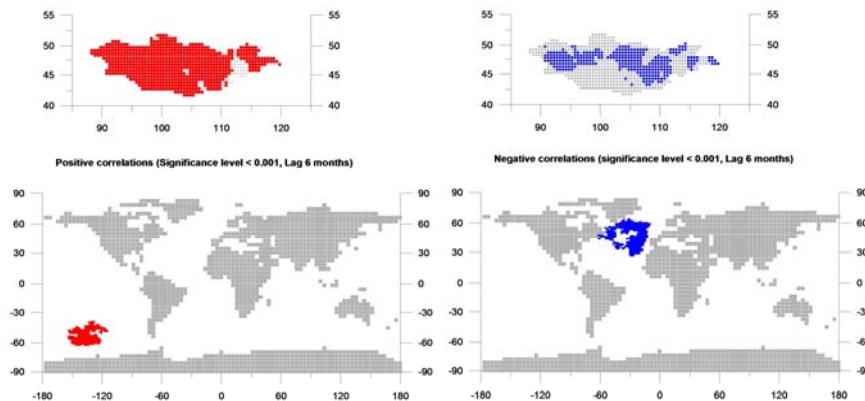 55 55 55 55
50 50 50 50
45 45 45 45
40 40 40 40
90 100 110 120 90 100 110 120
Positive correlations (Significance level < 0.001, Lag 6 months)
Negative correlations (significance level < 0.001, Lag 6 months)
90 90 90 90
60 60 60 60
30 30 30 30
0 0 0 0
-30 -30 -30 -30
-60 -60 -60 -60
-90 -90 -90 -90
-180 -120 -60 0 60 120 180 -180 -120 -60 0 60 120 180